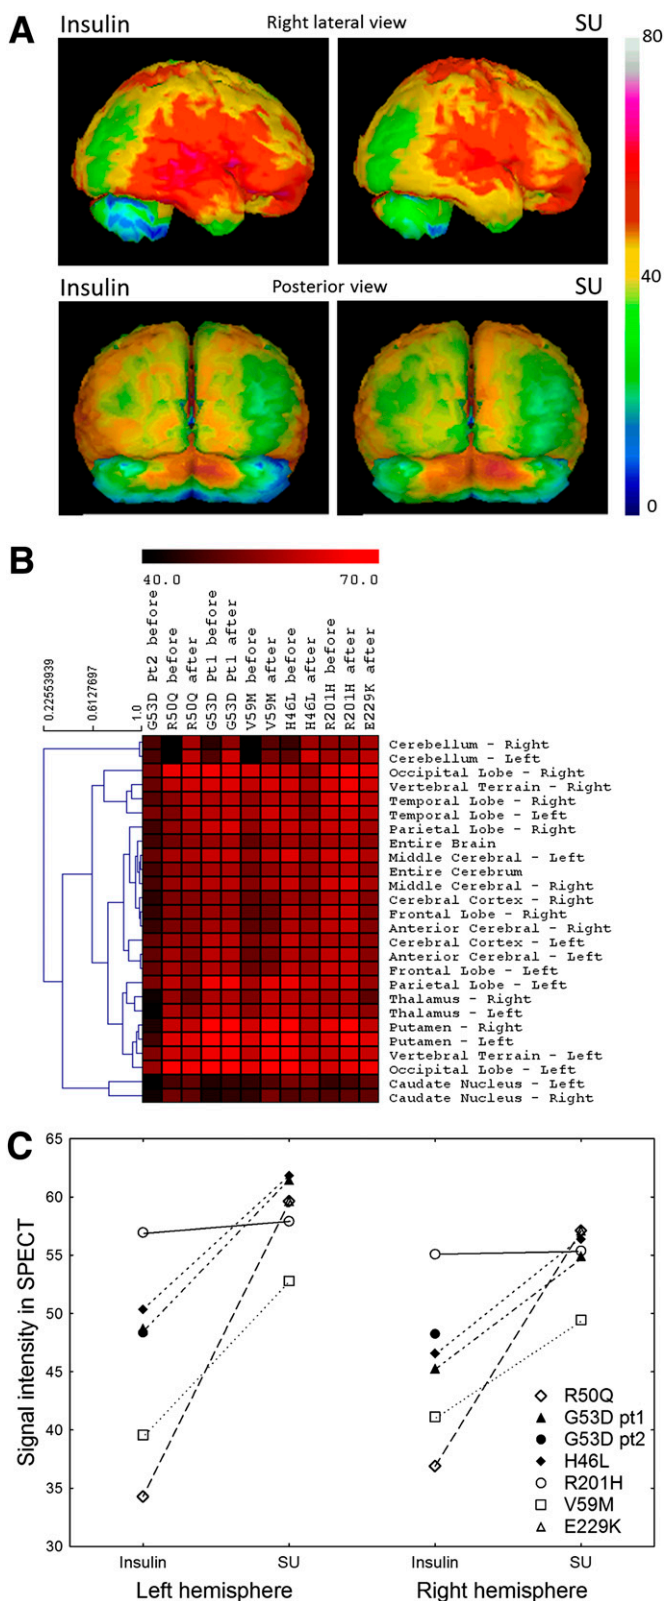 A
Insulin
Right lateral view
SU
80
40
0
Insulin
Posterior view
SU
B
40.0
70.0
0.22553939
0.6127697
1.0
G53D Pt2 before
R50Q before
R50Q after
G53D Pt1 before
G53D Pt1 after
V59M before
V59M after
H46L before
H46L after
R201H before
R201H after
E229K after
Cerebellum - Right
Cerebellum - Left
Occipital Lobe - Right
Vertebral Terrain - Right
Temporal Lobe - Right
Temporal Lobe - Left
Parietal Lobe - Right
Entire Brain
Middle Cerebral - Left
Entire Cerebrum
Middle Cerebral - Right
Cerebral Cortex - Right
Frontal Lobe - Right
Anterior Cerebral - Right
Cerebral Cortex - Left
Anterior Cerebral - Left
Frontal Lobe - Left
Parietal Lobe - Left
Thalamus - Right
Thalamus - Left
Putamen - Right
Putamen - Left
Vertebral Terrain - Left
Occipital Lobe - Left
Caudate Nucleus - Left
Caudate Nucleus - Right
C
Signal intensity in SPECT
65
60
55
50
45
40
35
30
R50Q
G53D pt1
G53D pt2
H46L
R201H
V59M
E229K
Insulin
SU
Insulin
SU
Left hemisphere
Right hemisphere